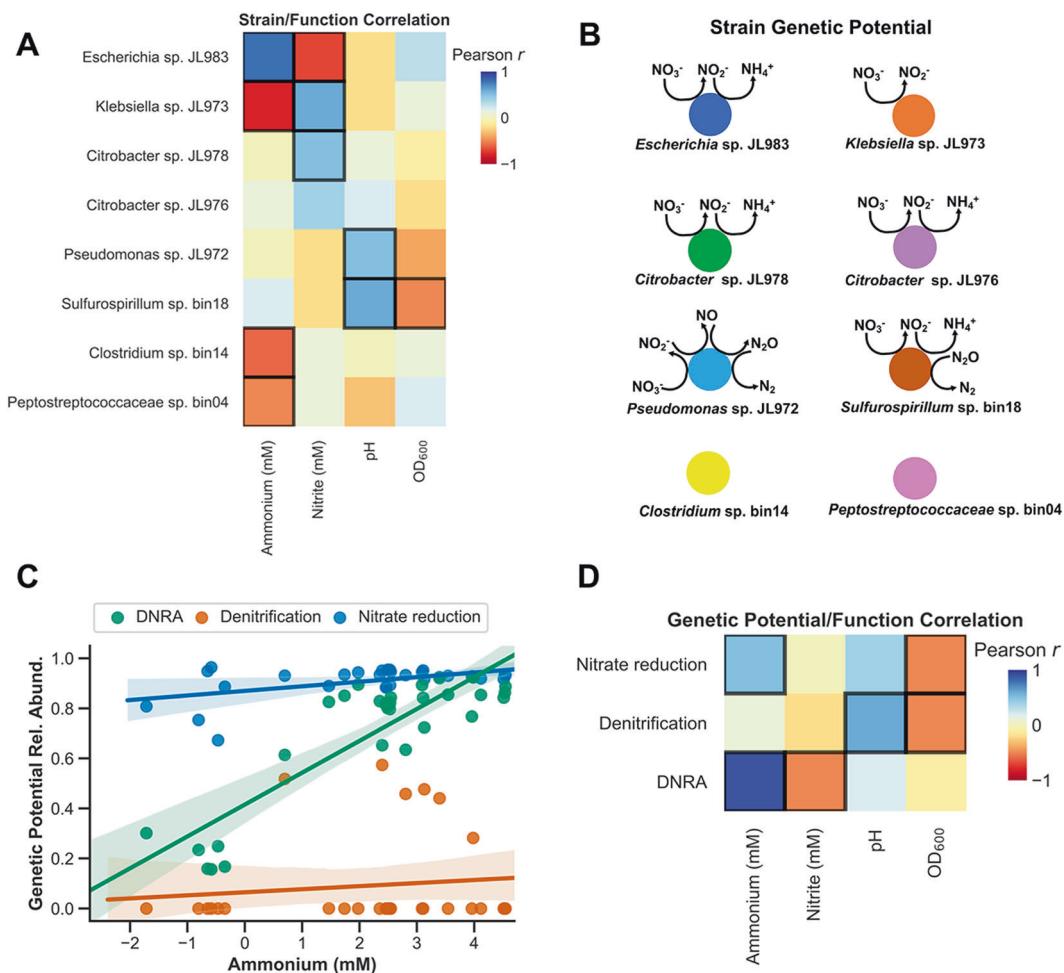 A
Strain/Function Correlation
Escherichia sp. JL983
Klebsiella sp. JL973
Citrobacter sp. JL978
Citrobacter sp. JL976
Pseudomonas sp. JL972
Sulfurospirillum sp. bin18
Clostridium sp. bin14
Peptostreptococcaceae sp. bin04
Ammonium (mM)
Nitrite (mM)
pH
OD₆₀₀
Pearson r
1
0
−1
B
Strain Genetic Potential
NO₃⁻ NO₂⁻ NH₄⁺
Escherichia sp. JL983
NO₃⁻ NO₂⁻
Klebsiella sp. JL973
NO₃⁻ NO₂⁻ NH₄⁺
Citrobacter sp. JL978
NO₃⁻ NO₂⁻ NH₄⁺
Citrobacter sp. JL976
NO
NO₂⁻ N₂O
NO₃⁻ N₂
Pseudomonas sp. JL972
NO₃⁻ NO₂⁻ NH₄⁺
N₂O
N₂
Sulfurospirillum sp. bin18
Clostridium sp. bin14
Peptostreptococcaceae sp. bin04
C
DNRA Denitrification Nitrate reduction
Genetic Potential Rel. Abund.
1.0
0.8
0.6
0.4
0.2
0.0
−2 −1 0 1 2 3 4
Ammonium (mM)
D
Genetic Potential/Function Correlation
Nitrate reduction
Denitrification
DNRA
Ammonium (mM)
Nitrite (mM)
pH
OD₆₀₀
Pearson r
1
0
−1